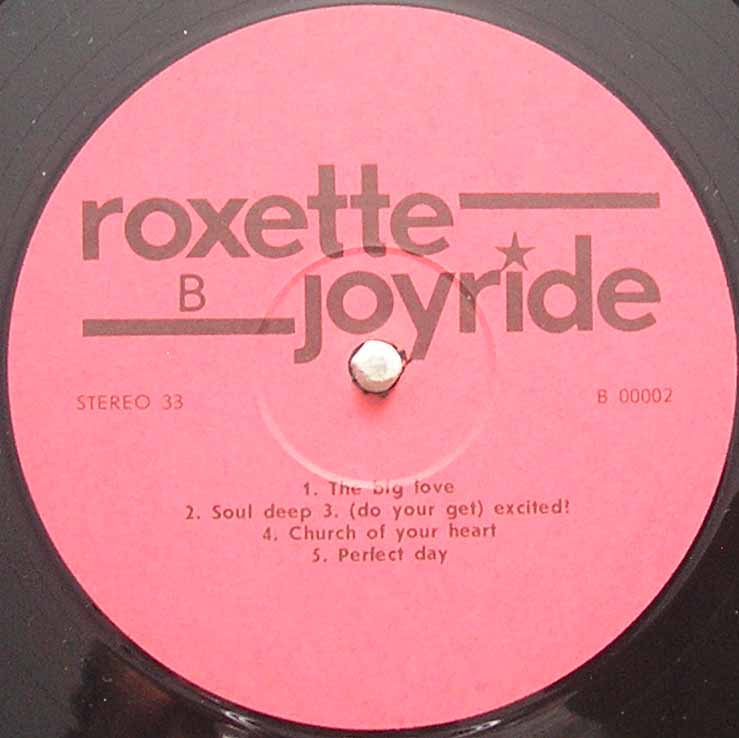 roxette
B joyride
STEREO 33
B 00002
1. The big love
2. Soul deep 3. (do your get) excited!
4. Church of your heart
5. Perfect day